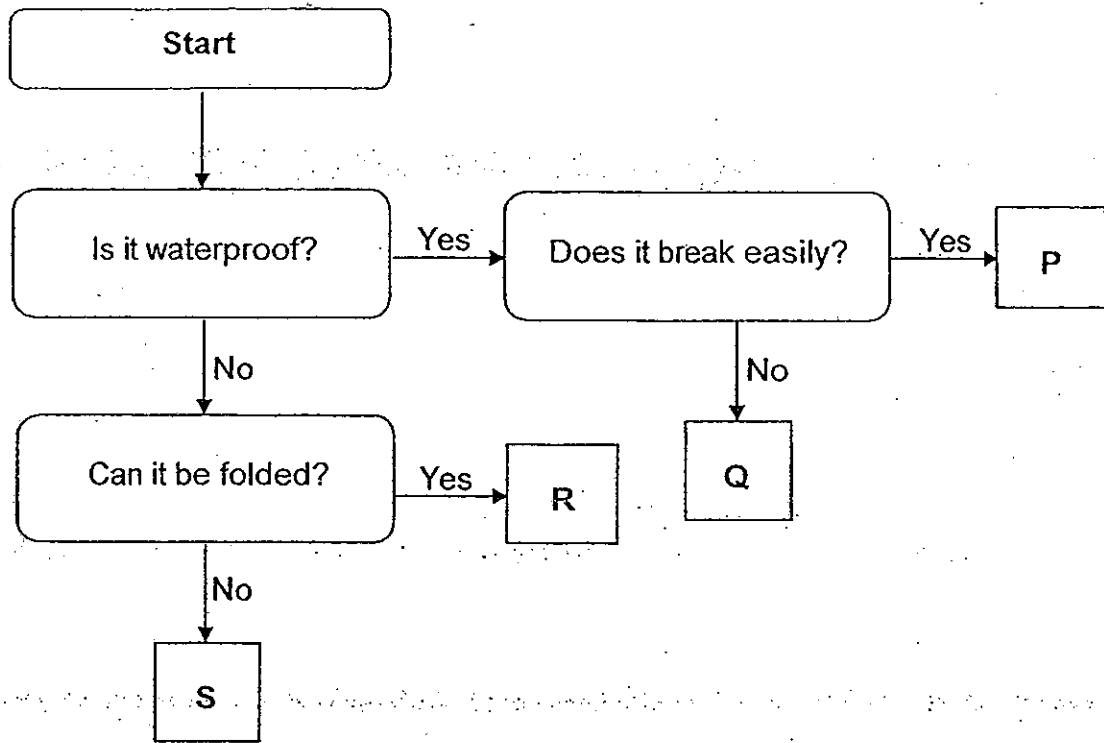 Start
Is it waterproof?
Yes
Does it break easily?
Yes
P
No
No
Can it be folded?
Yes
R
Q
No
S